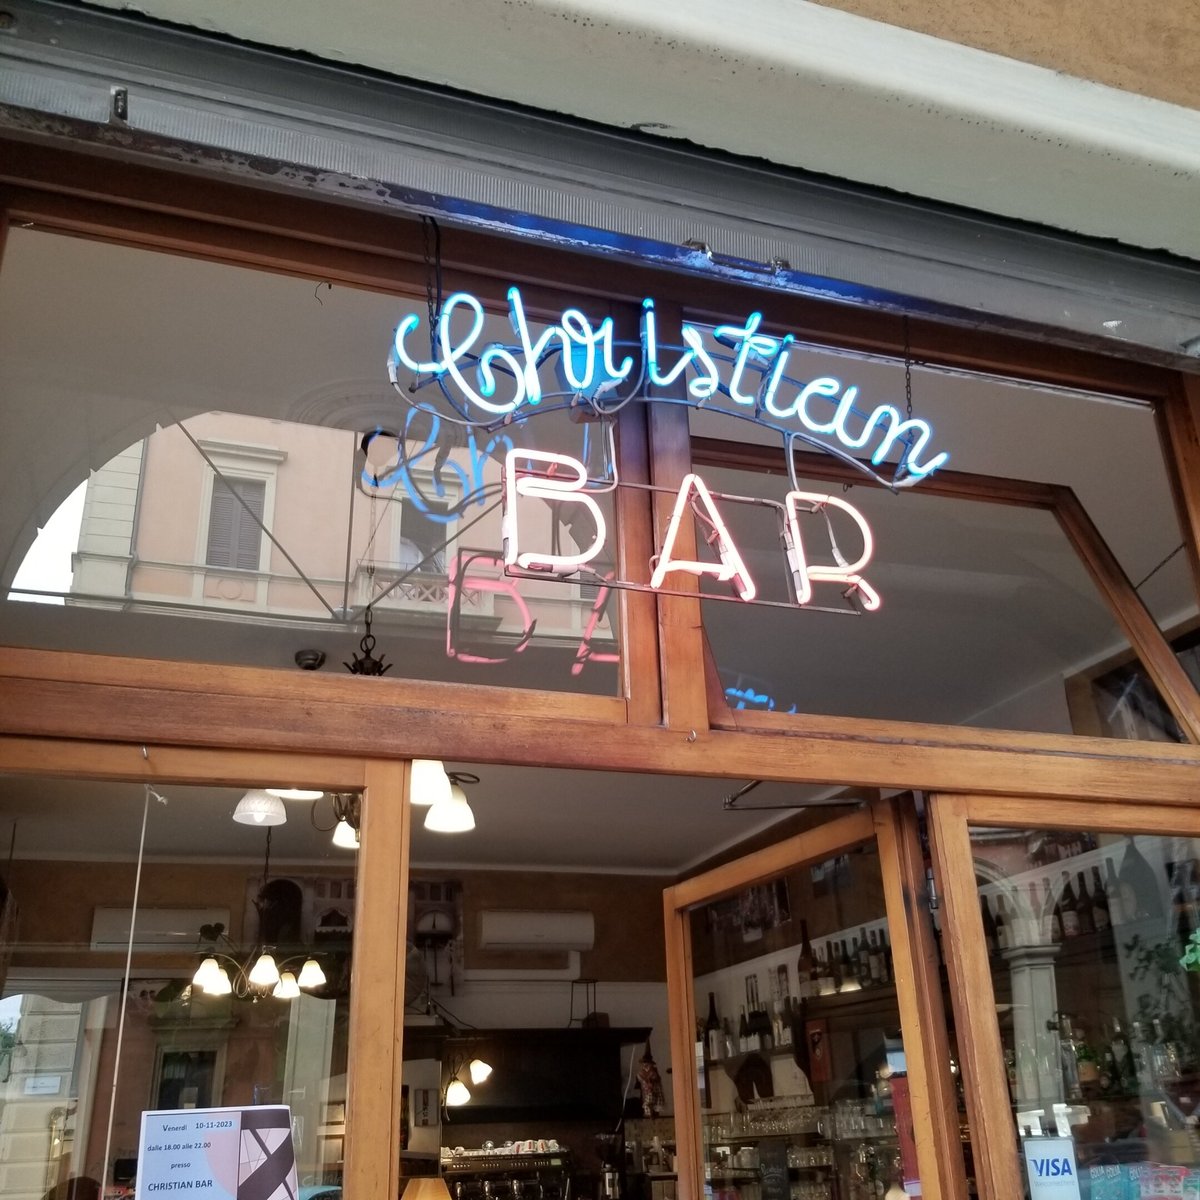 Christian
BAR
Venerdì 10-11-2023
dalle 18.00 alle 22.00
presso
CHRISTIAN BAR
VISA